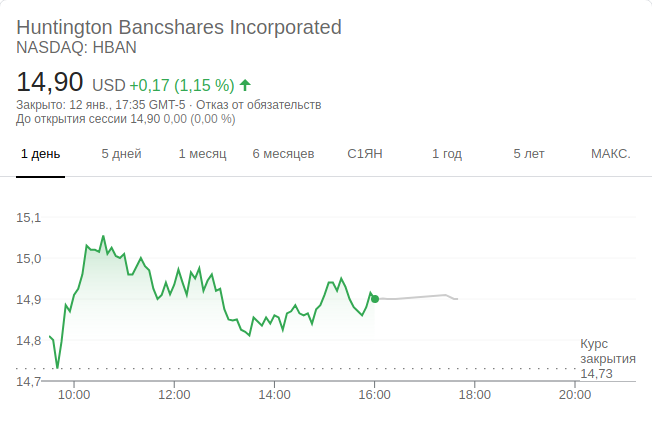 Huntington Bancshares Incorporated
NASDAQ: HBAN
14,90 USD +0,17 (1,15 %)
Закрыто: 12 янв., 17:35 GMT-5 · Отказ от обязательств
До открытия сессии 14,90 0,00 (0,00 %)
1 день 5 дней 1 месяц 6 месяцев С1ЯН 1 год 5 лет МАКС.
15,1
15,0
14,9
14,8
Курс
закрытия
14,73
14,7
10:00 12:00 14:00 16:00 18:00 20:00